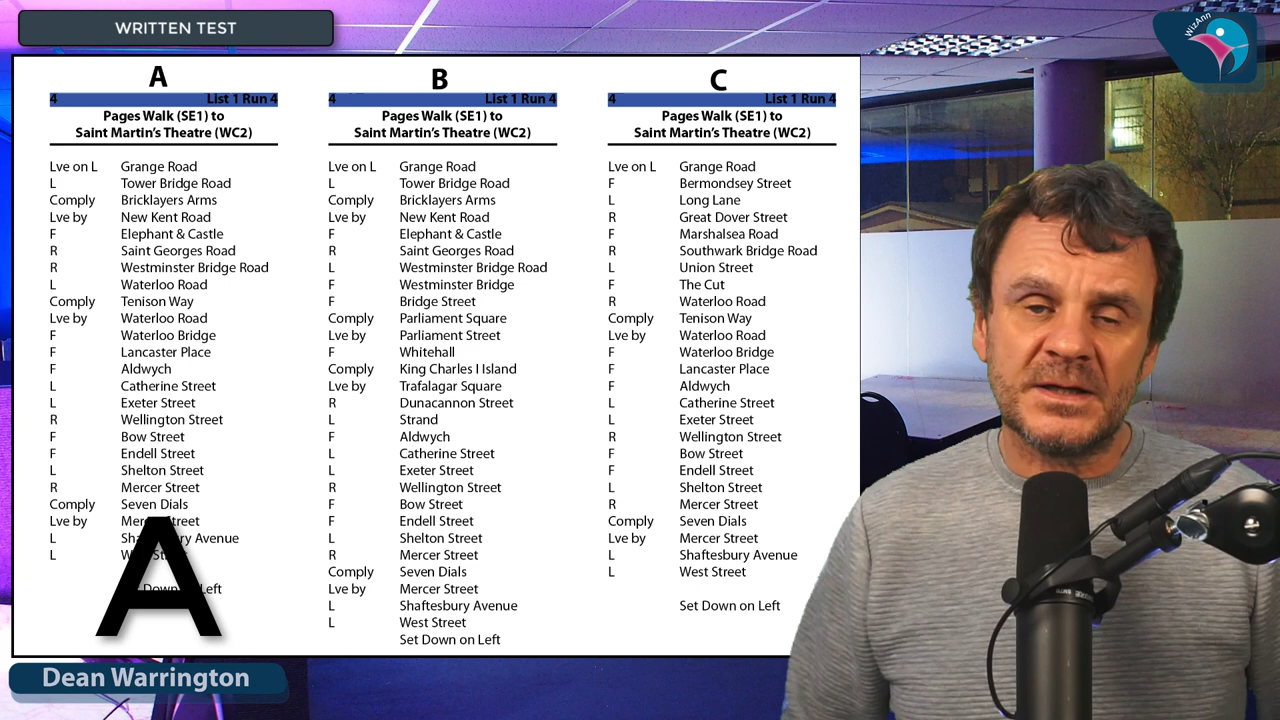 WRITTEN TEST
WizAnn
A
4 List 1 Run 4
Pages Walk (SE1) to
Saint Martin's Theatre (WC2)
Lve on L Grange Road
L Tower Bridge Road
Comply Bricklayers Arms
Lve by New Kent Road
F Elephant & Castle
R Saint Georges Road
R Westminster Bridge Road
L Waterloo Road
Comply Tenison Way
Lve by Waterloo Road
F Waterloo Bridge
F Lancaster Place
F Aldwych
L Catherine Street
L Exeter Street
R Wellington Street
F Bow Street
F Endell Street
L Shelton Street
R Mercer Street
Comply Seven Dials
Lve by Mercer Street
L Shaftesbury Avenue
L
Down Left
A
B
4 List 1 Run 4
Pages Walk (SE1) to
Saint Martin's Theatre (WC2)
Lve on L Grange Road
L Tower Bridge Road
Comply Bricklayers Arms
Lve by New Kent Road
F Elephant & Castle
R Saint Georges Road
L Westminster Bridge Road
F Westminster Bridge
F Bridge Street
Comply Parliament Square
Lve by Parliament Street
F Whitehall
Comply King Charles I Island
Lve by Trafalagar Square
R Dunacannon Street
L Strand
F Aldwych
L Catherine Street
L Exeter Street
R Wellington Street
F Bow Street
F Endell Street
L Shelton Street
R Mercer Street
Comply Seven Dials
Lve by Mercer Street
L Shaftesbury Avenue
L West Street
Set Down on Left
C
4 List 1 Run 4
Pages Walk (SE1) to
Saint Martin's Theatre (WC2)
Lve on L Grange Road
F Bermondsey Street
L Long Lane
R Great Dover Street
F Marshalsea Road
R Southwark Bridge Road
L Union Street
F The Cut
R Waterloo Road
Comply Tenison Way
Lve by Waterloo Road
F Waterloo Bridge
F Lancaster Place
F Aldwych
L Catherine Street
L Exeter Street
R Wellington Street
F Bow Street
F Endell Street
L Shelton Street
R Mercer Street
Comply Seven Dials
Lve by Mercer Street
L Shaftesbury Avenue
L West Street
Set Down on Left
Dean Warrington